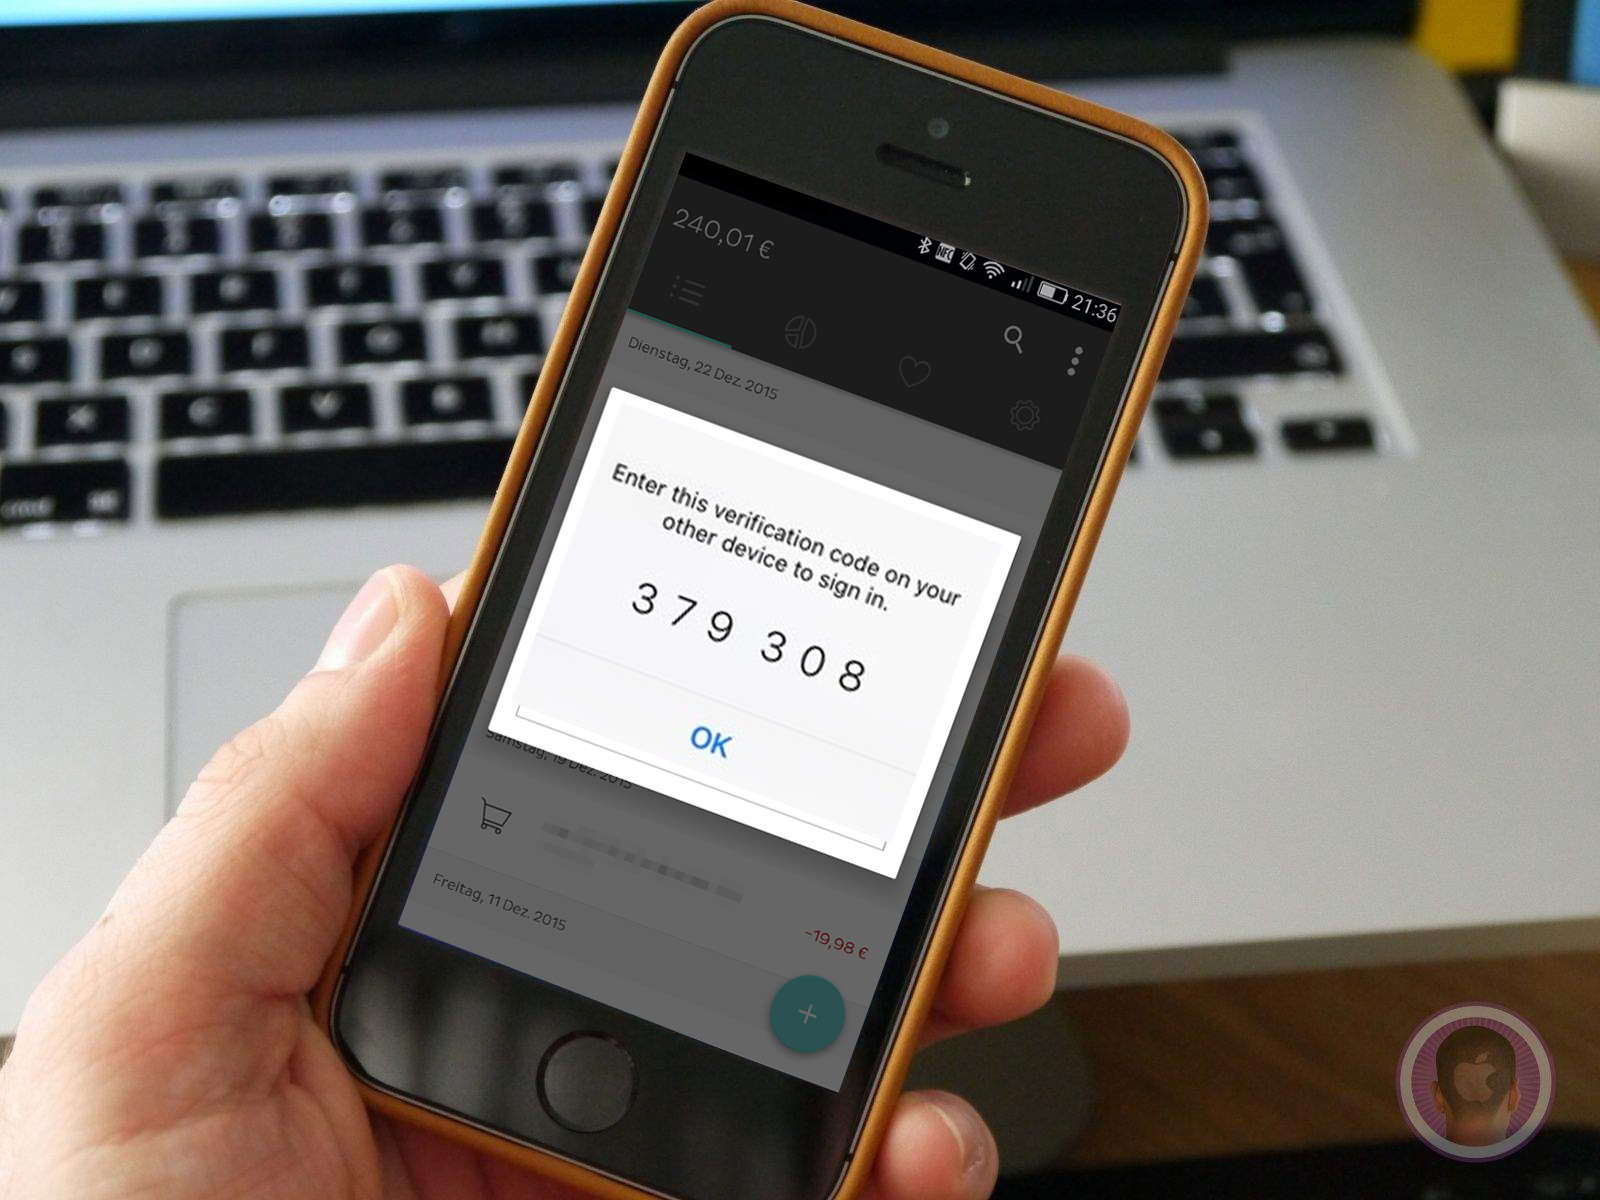 21:36
240,01 €
Dienstag, 22 Dez. 2015
Enter this verification code on your
other device to sign in.
379 308
OK
Samstag, 19 Dez. 2015
-19,98 €
Freitag, 11 Dez. 2015
+
cmd